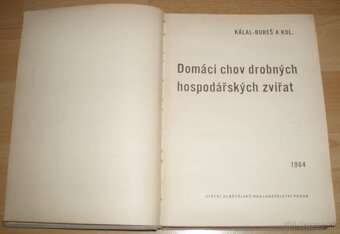 KÁLAL-BUREŠ A KOL.
Domácí chov drobných
hospodářských zvířat
1964
STÁTNÍ ZEMĚDĚLSKÉ NAKLADATELSTVÍ PRAHA